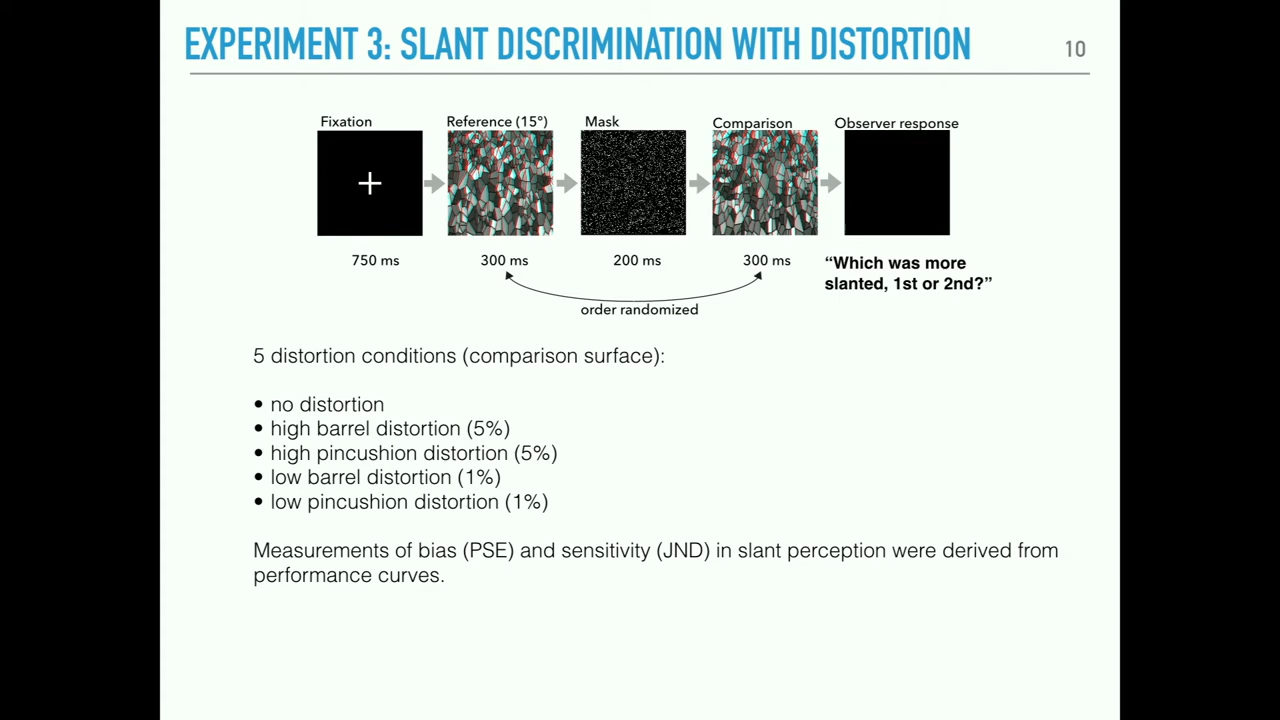 EXPERIMENT 3: SLANT DISCRIMINATION WITH DISTORTION
10
Fixation
Reference (15°)
Mask
Comparison
Observer response
750 ms
300 ms
200 ms
300 ms
“Which was more
slanted, 1st or 2nd?”
order randomized
5 distortion conditions (comparison surface):
• no distortion
• high barrel distortion (5%)
• high pincushion distortion (5%)
• low barrel distortion (1%)
• low pincushion distortion (1%)
Measurements of bias (PSE) and sensitivity (JND) in slant perception were derived from
performance curves.